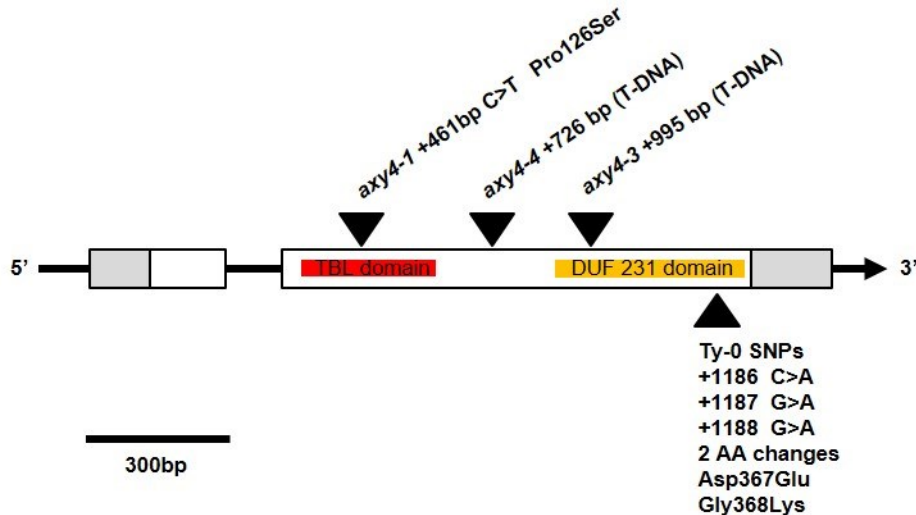 axy4-1 +461bp C>T Pro126Ser
axy4-4 +726 bp (T-DNA)
axy4-3 +995 bp (T-DNA)
5’
TBL domain
DUF 231 domain
3’
Ty-0 SNPs
+1186 C>A
+1187 G>A
+1188 G>A
2 AA changes
Asp367Glu
Gly368Lys
300bp